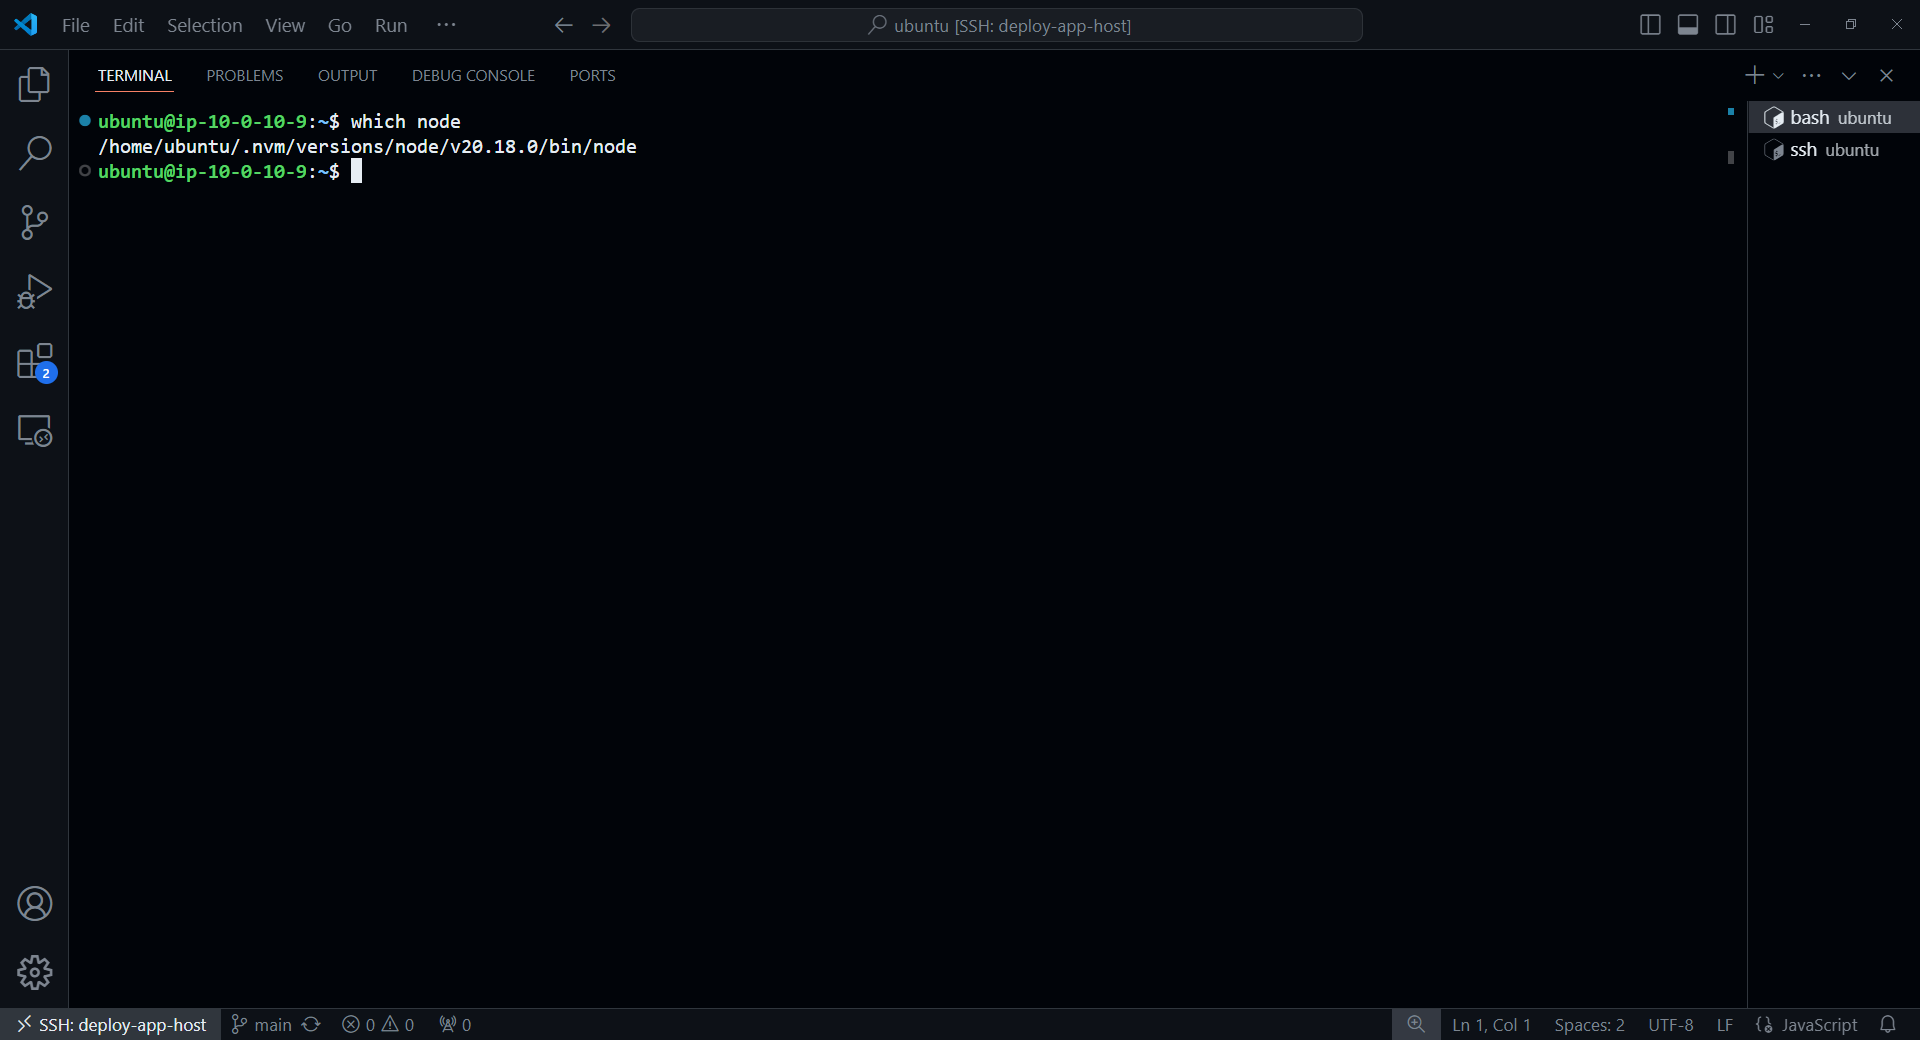 File Edit Selection View Go Run ···
ubuntu [SSH: deploy-app-host]
TERMINAL PROBLEMS OUTPUT DEBUG CONSOLE PORTS
ubuntu@ip-10-0-10-9:~$ which node
/home/ubuntu/.nvm/versions/node/v20.18.0/bin/node
ubuntu@ip-10-0-10-9:~$
bash ubuntu
ssh ubuntu
2
SSH: deploy-app-host main 0 0 0 Ln 1, Col 1 Spaces: 2 UTF-8 LF JavaScript